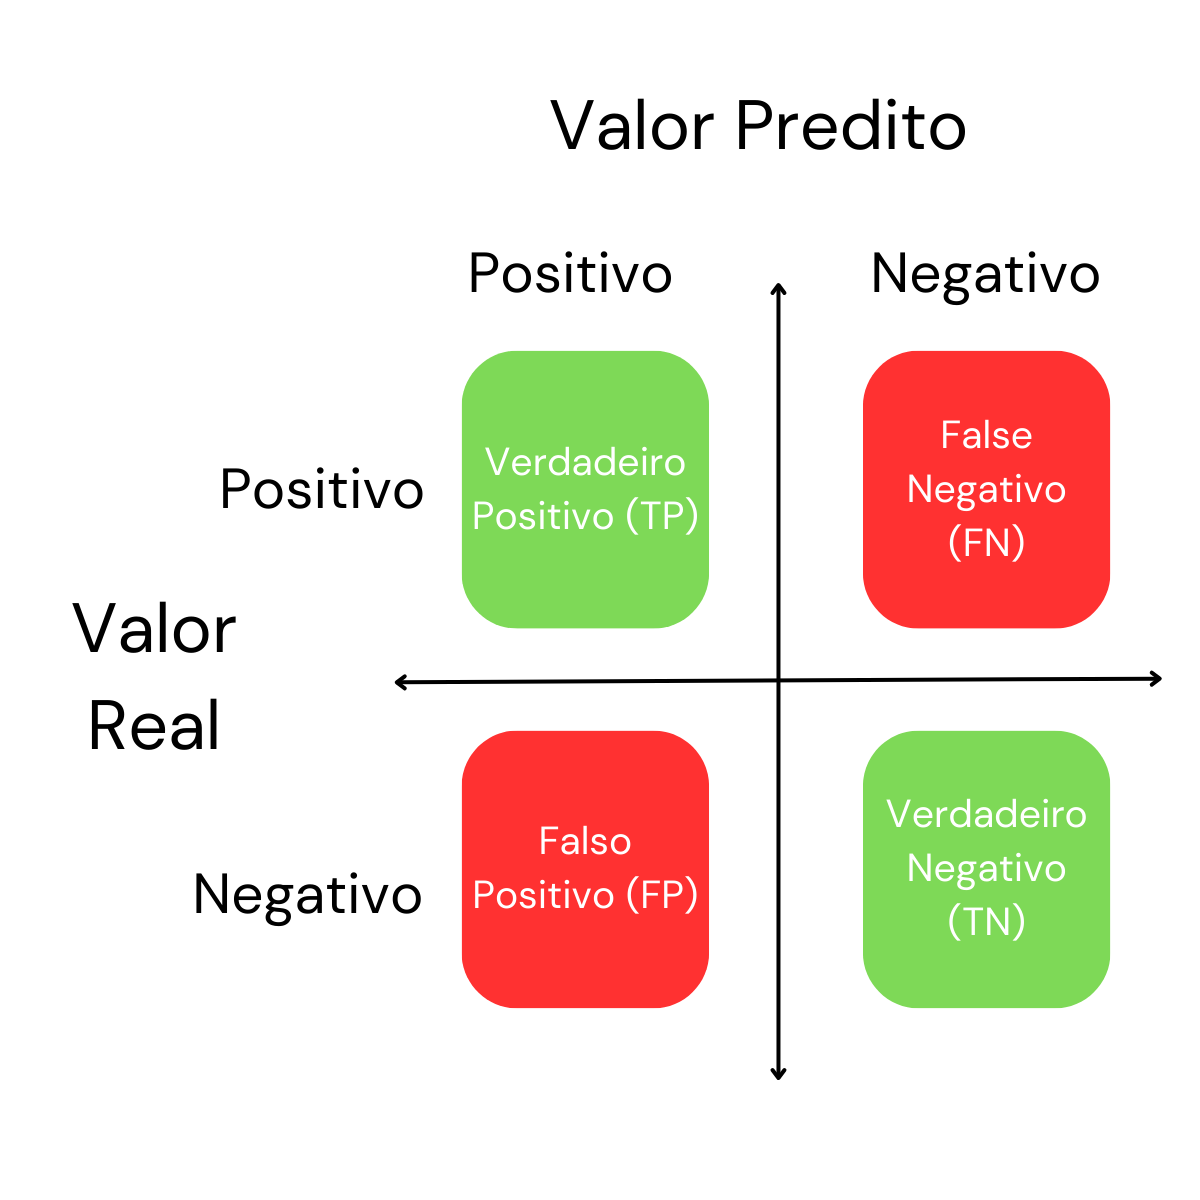 Valor Predito
Positivo
Negativo
Positivo
Verdadeiro
Positivo (TP)
False
Negativo
(FN)
Valor
Real
Negativo
Falso
Positivo (FP)
Verdadeiro
Negativo
(TN)